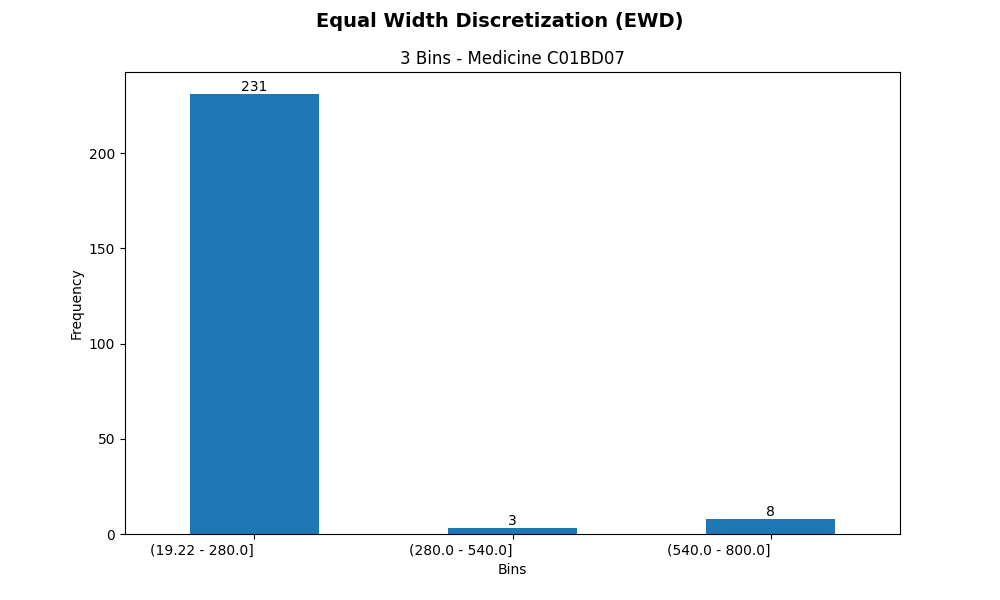 Equal Width Discretization (EWD)
3 Bins - Medicine C01BD07
231
200
150
100
50
0
Frequency
3
8
(19.22 - 280.0]
(280.0 - 540.0]
(540.0 - 800.0]
Bins